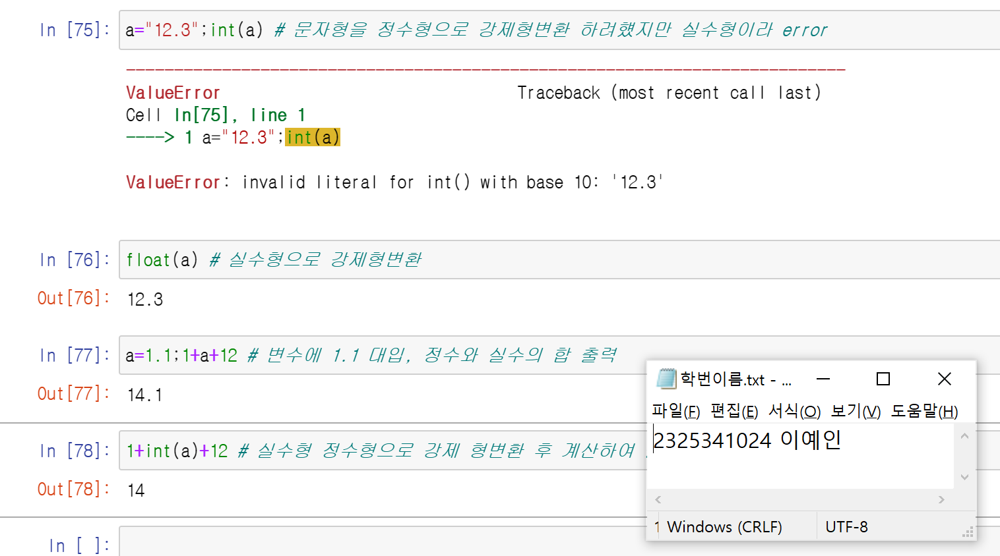 In [75]: a="12.3";int(a) # 문자형을 정수형으로 강제형변환 하려했지만 실수형이라 error
---------------------------------------------------------------------------
ValueError Traceback (most recent call last)
Cell In[75], line 1
----> 1 a="12.3";int(a)
ValueError: invalid literal for int() with base 10: '12.3'
In [76]: float(a) # 실수형으로 강제형변환
Out[76]: 12.3
In [77]: a=1.1;1+a+12 # 변수에 1.1 대입, 정수와 실수의 합 출력
Out[77]: 14.1
In [78]: 1+int(a)+12 # 실수형 정수형으로 강제 형변환 후 계산하여
Out[78]: 14
In [ ]:
학번이름.txt - ...
파일(F) 편집(E) 서식(O) 보기(V) 도움말(H)
2325341024 이예인
1 Windows (CRLF) UTF-8